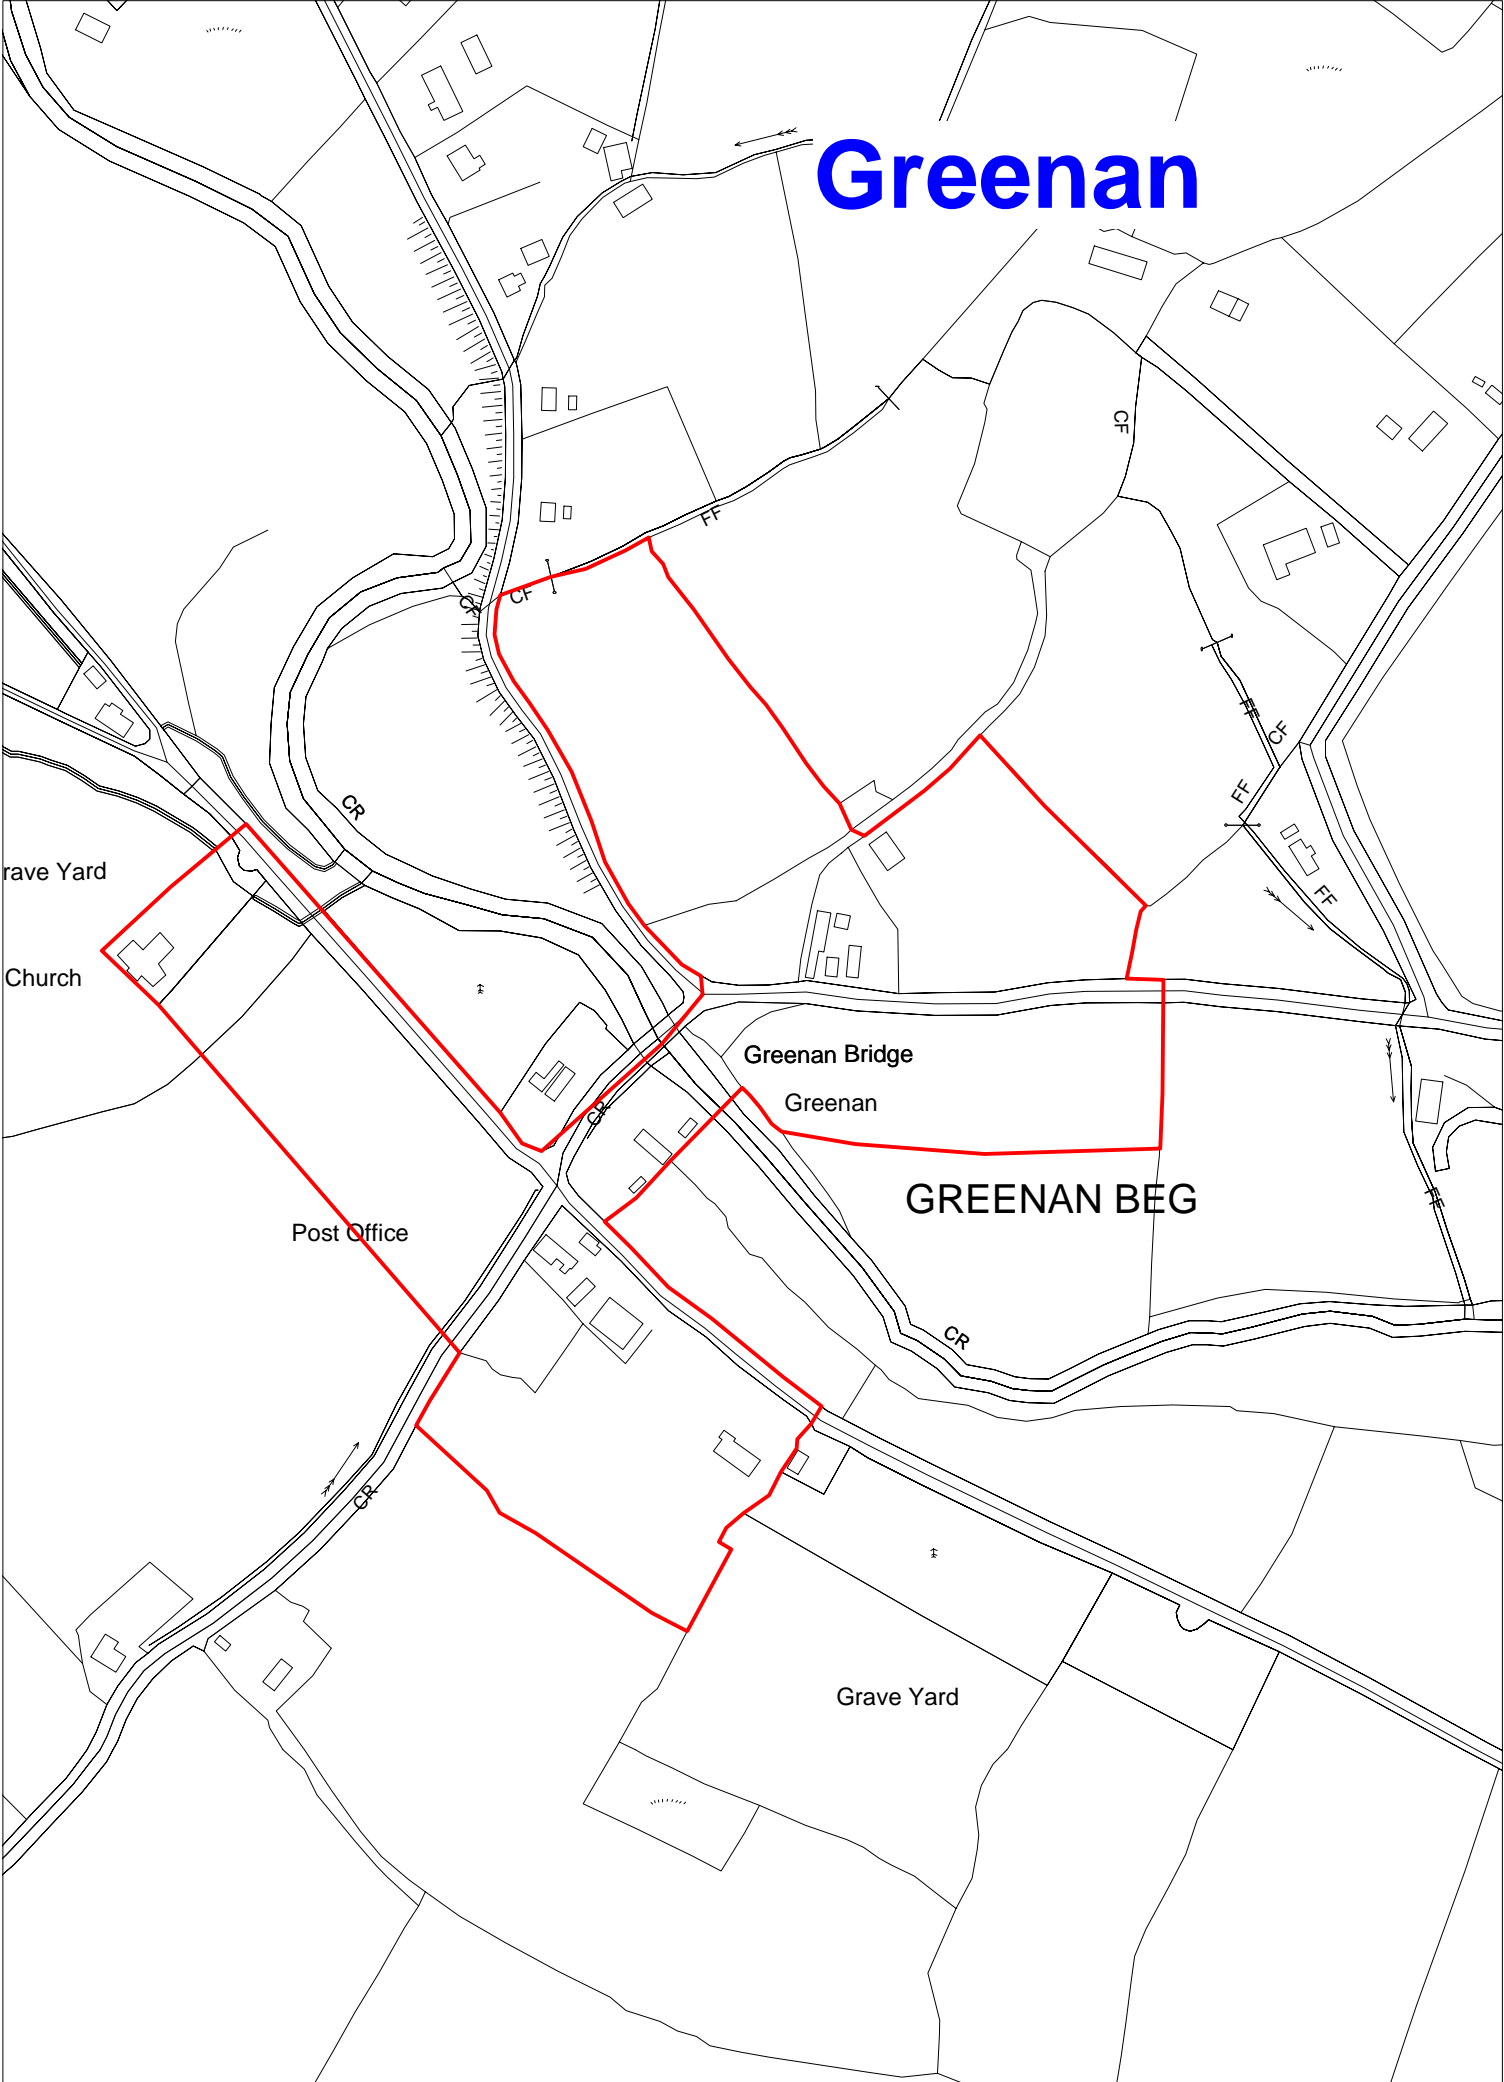 Greenan
CF
FF
CF
CF
FF
CF
FF
CR
rave Yard
FF
Church
Greenan Bridge
Greenan
CR
GREENAN BEG
FF
Post Office
CR
CR
Grave Yard